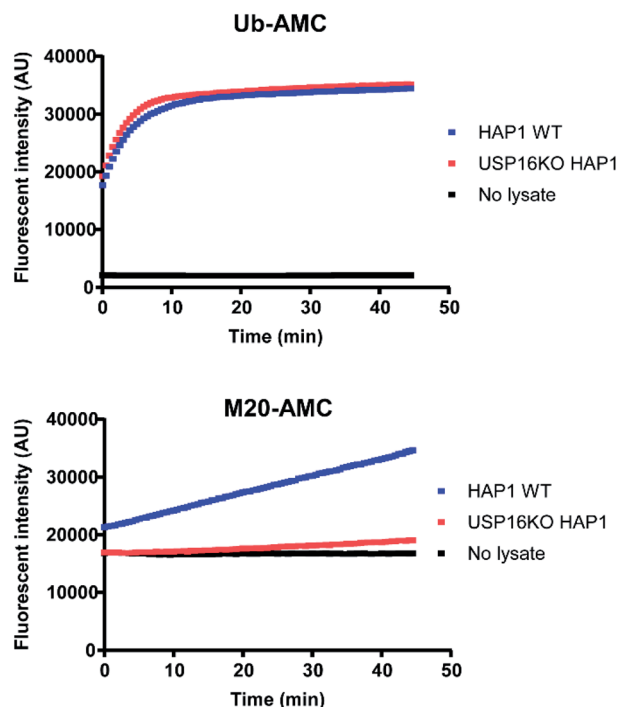 Ub-AMC
Fluorescent intensity (AU)
40000
30000
20000
10000
0
0 10 20 30 40 50
Time (min)
HAP1 WT
USP16KO HAP1
No lysate
M20-AMC
Fluorescent intensity (AU)
40000
30000
20000
10000
0
0 10 20 30 40 50
Time (min)
HAP1 WT
USP16KO HAP1
No lysate